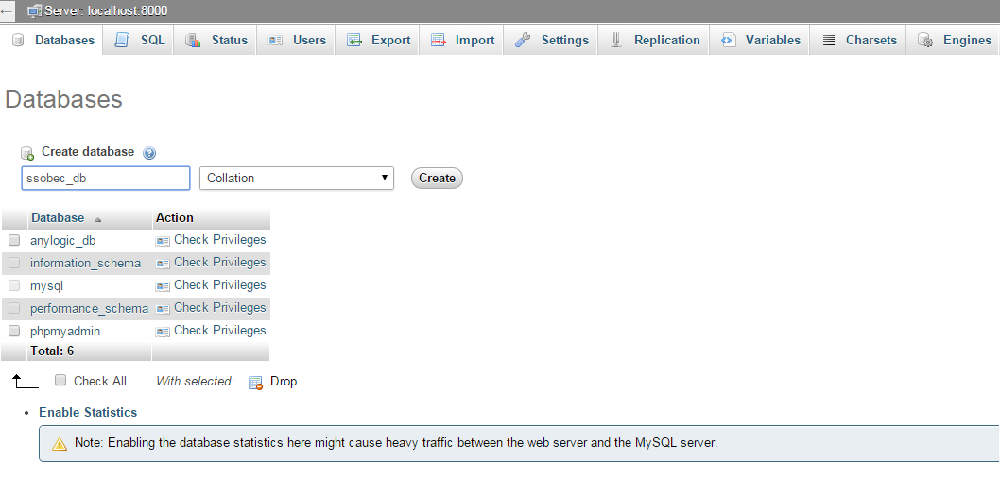 Server: localhost:8000
Databases SQL Status Users Export Import Settings Replication Variables Charsets Engines
Databases
Create database
ssobec_db Collation Create
Database Action
anylogic_db Check Privileges
information_schema Check Privileges
mysql Check Privileges
performance_schema Check Privileges
phpmyadmin Check Privileges
Total: 6
Check All With selected: Drop
Enable Statistics
Note: Enabling the database statistics here might cause heavy traffic between the web server and the MySQL server.